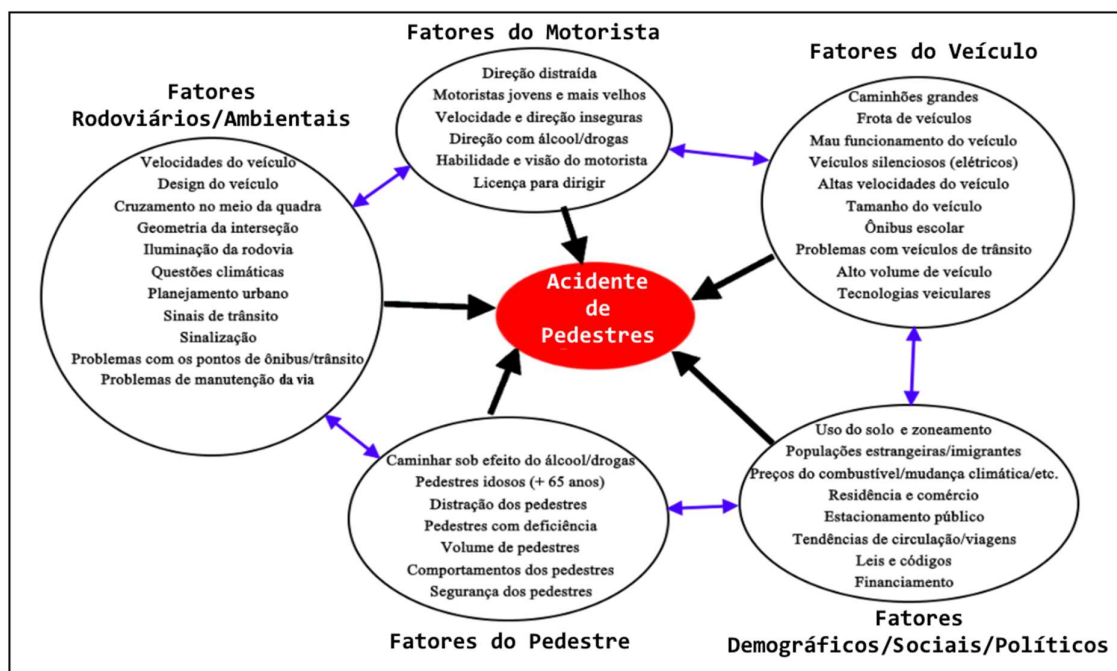 Fatores do Motorista
Direção distraída
Motoristas jovens e mais velhos
Velocidade e direção inseguras
Direção com álcool/drogas
Habilidade e visão do motorista
Licença para dirigir
Fatores do Veículo
Caminhões grandes
Frota de veículos
Mau funcionamento do veículo
Veículos silenciosos (elétricos)
Altas velocidades do veículo
Tamanho do veículo
Ônibus escolar
Problemas com veículos de trânsito
Alto volume de veículo
Tecnologias veiculares
Fatores
Rodoviários/Ambientais
Velocidades do veículo
Design do veículo
Cruzamento no meio da quadra
Geometria da interseção
Iluminação da rodovia
Questões climáticas
Planejamento urbano
Sinais de trânsito
Sinalização
Problemas com os pontos de ônibus/trânsito
Problemas de manutenção da via
Acidente
de
Pedestres
Caminhar sob efeito do álcool/drogas
Pedestres idosos (+ 65 anos)
Distração dos pedestres
Pedestres com deficiência
Volume de pedestres
Comportamentos dos pedestres
Segurança dos pedestres
Fatores do Pedestre
Uso do solo e zoneamento
Populações estrangeiras/imigrantes
Preços do combustível/mudança climática/etc.
Residência e comércio
Estacionamento público
Tendências de circulação/viagens
Leis e códigos
Financiamento
Fatores
Demográficos/Sociais/Políticos